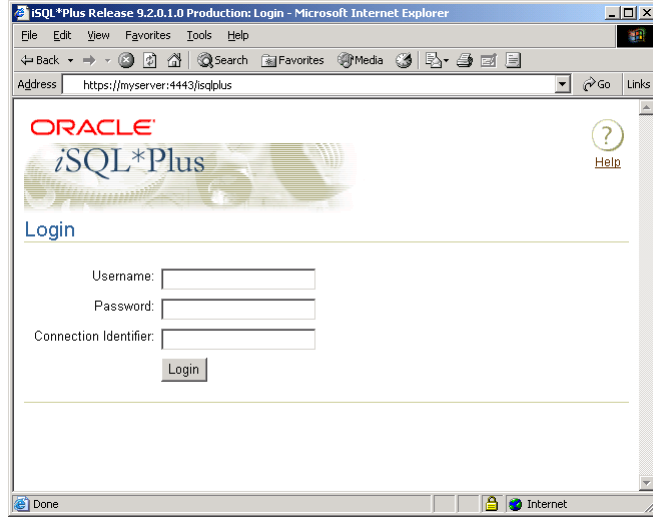 iSQL*Plus Release 9.2.0.1.0 Production: Login - Microsoft Internet Explorer
File Edit View Favorites Tools Help
Back Search Favorites Media
Address https://myserver:4443/isqlplus Go Links
ORACLE
iSQL*Plus
?
Help
Login
Username:
Password:
Connection Identifier:
Login
Done Internet